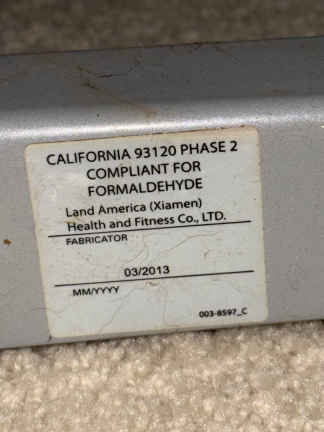 CALIFORNIA 93120 PHASE 2
COMPLIANT FOR
FORMALDEHYDE
Land America (Xiamen)
Health and Fitness Co., LTD.
FABRICATOR
03/2013
MM/YYYY
003-8597_C